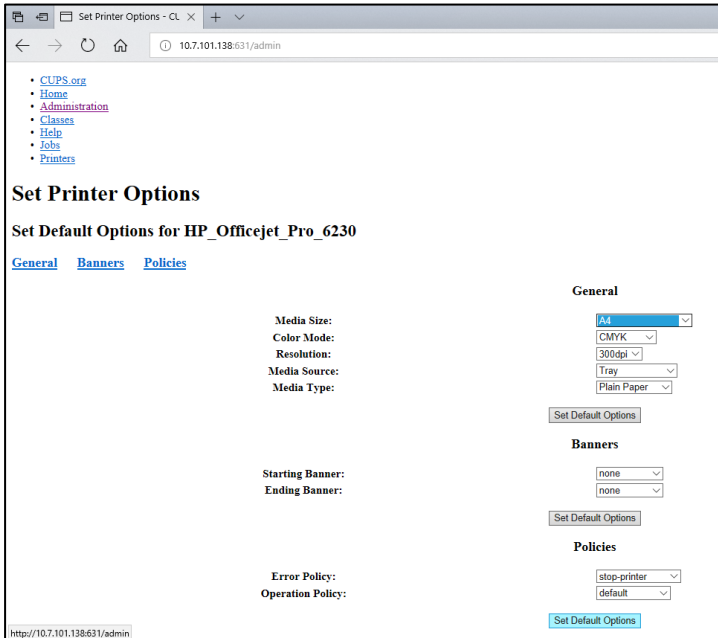 Set Printer Options - CL
10.7.101.138:631/admin
CUPS.org
Home
Administration
Classes
Help
Jobs
Printers
Set Printer Options
Set Default Options for HP_Officejet_Pro_6230
General Banners Policies
General
Media Size: A4
Color Mode: CMYK
Resolution: 300dpi
Media Source: Tray
Media Type: Plain Paper
Set Default Options
Banners
Starting Banner: none
Ending Banner: none
Set Default Options
Policies
Error Policy: stop-printer
Operation Policy: default
Set Default Options
http://10.7.101.138:631/admin